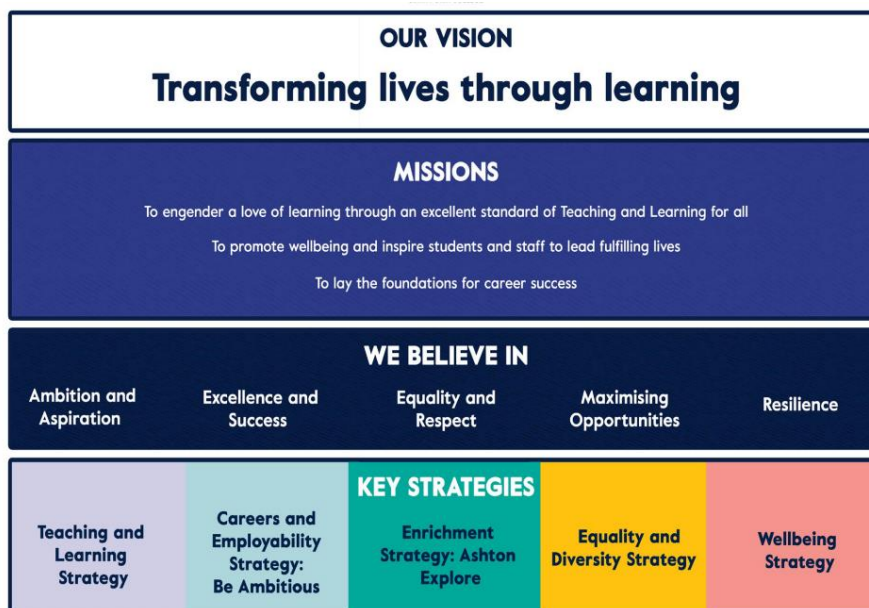 OUR VISION
Transforming lives through learning
MISSIONS
To engender a love of learning through an excellent standard of Teaching and Learning for all
To promote wellbeing and inspire students and staff to lead fulfilling lives
To lay the foundations for career success
WE BELIEVE IN
Ambition and
Aspiration
Excellence and
Success
Equality and
Respect
Maximising
Opportunities
Resilience
KEY STRATEGIES
Teaching and
Learning
Strategy
Careers and
Employability
Strategy:
Be Ambitious
Enrichment
Strategy: Ashton
Explore
Equality and
Diversity Strategy
Wellbeing
Strategy